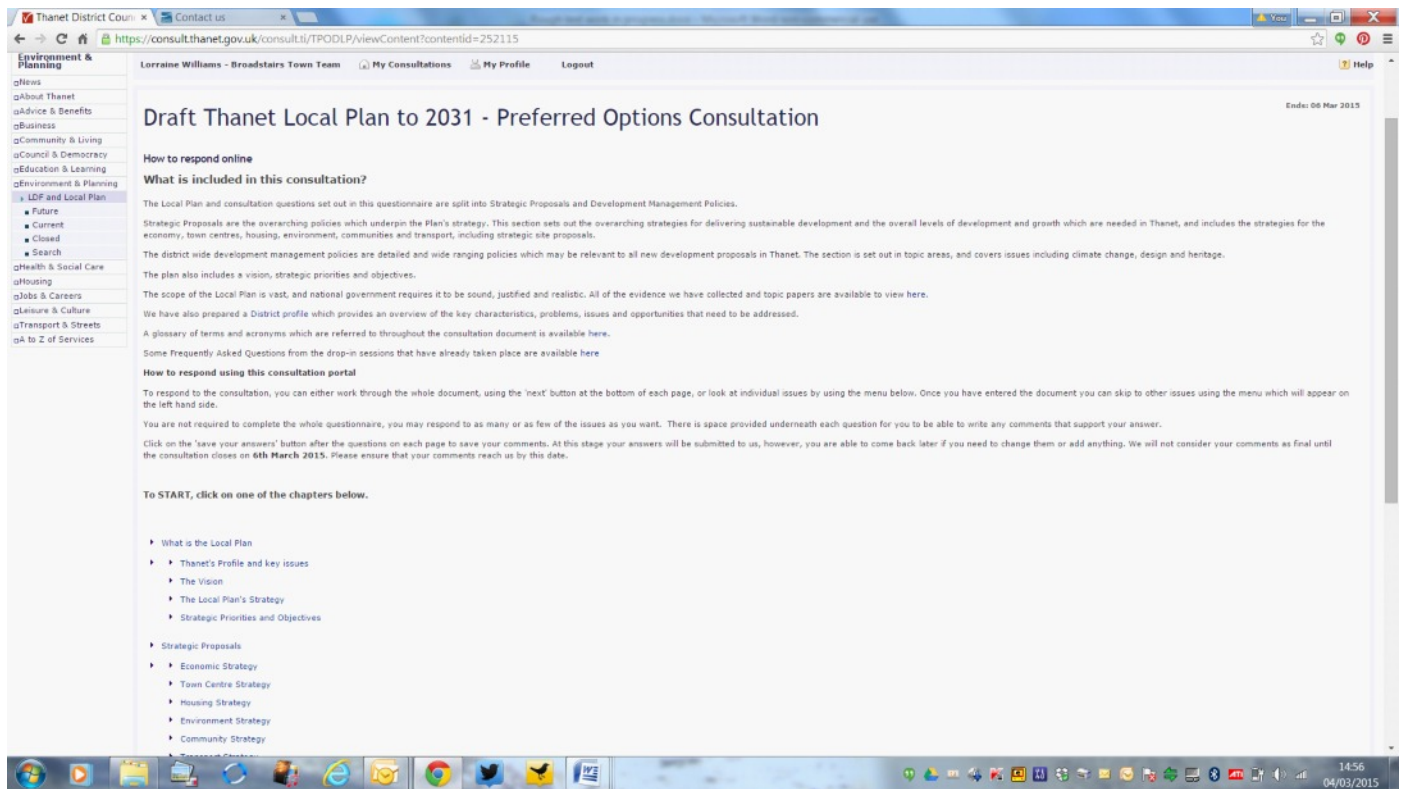 Thanet District Coun
Contact us
You
https://consult.thanet.gov.uk/consult.ti/TPODLP/viewContent?contentid=252115
Environment &
Planning
News
About Thanet
Advice & Benefits
Business
Community & Living
Council & Democracy
Education & Learning
Environment & Planning
LDF and Local Plan
Future
Current
Closed
Search
Health & Social Care
Housing
Jobs & Careers
Leisure & Culture
Transport & Streets
A to Z of Services
Lorraine Williams - Broadstairs Town Team My Consultations My Profile Logout
Help
Ends: 06 Mar 2015
Draft Thanet Local Plan to 2031 - Preferred Options Consultation
How to respond online
What is included in this consultation?
The Local Plan and consultation questions set out in this questionnaire are split into Strategic Proposals and Development Management Policies.
Strategic Proposals are the overarching policies which underpin the Plan's strategy. This section sets out the overarching strategies for delivering sustainable development and the overall levels of development and growth which are needed in Thanet, and includes the strategies for the
economy, town centres, housing, environment, communities and transport, including strategic site proposals.
The district wide development management policies are detailed and wide ranging policies which may be relevant to all new development proposals in Thanet. The section is set out in topic areas, and covers issues including climate change, design and heritage.
The plan also includes a vision, strategic priorities and objectives.
The scope of the Local Plan is vast, and national government requires it to be sound, justified and realistic. All of the evidence we have collected and topic papers are available to view here.
We have also prepared a District profile which provides an overview of the key characteristics, problems, issues and opportunities that need to be addressed.
A glossary of terms and acronyms which are referred to throughout the consultation document is available here.
Some Frequently Asked Questions from the drop-in sessions that have already taken place are available here
How to respond using this consultation portal
To respond to the consultation, you can either work through the whole document, using the 'next' button at the bottom of each page, or look at individual issues by using the menu below. Once you have entered the document you can skip to other issues using the menu which will appear on
the left hand side.
You are not required to complete the whole questionnaire, you may respond to as many or as few of the issues as you want. There is space provided underneath each question for you to be able to write any comments that support your answer.
Click on the 'save your answers' button after the questions on each page to save your comments. At this stage your answers will be submitted to us, however, you are able to come back later if you need to change them or add anything. We will not consider your comments as final until
the consultation closes on 6th March 2015. Please ensure that your comments reach us by this date.
To START, click on one of the chapters below.
What is the Local Plan
Thanet's Profile and key issues
The Vision
The Local Plan's Strategy
Strategic Priorities and Objectives
Strategic Proposals
Economic Strategy
Town Centre Strategy
Housing Strategy
Environment Strategy
Community Strategy
14:56
04/03/2015